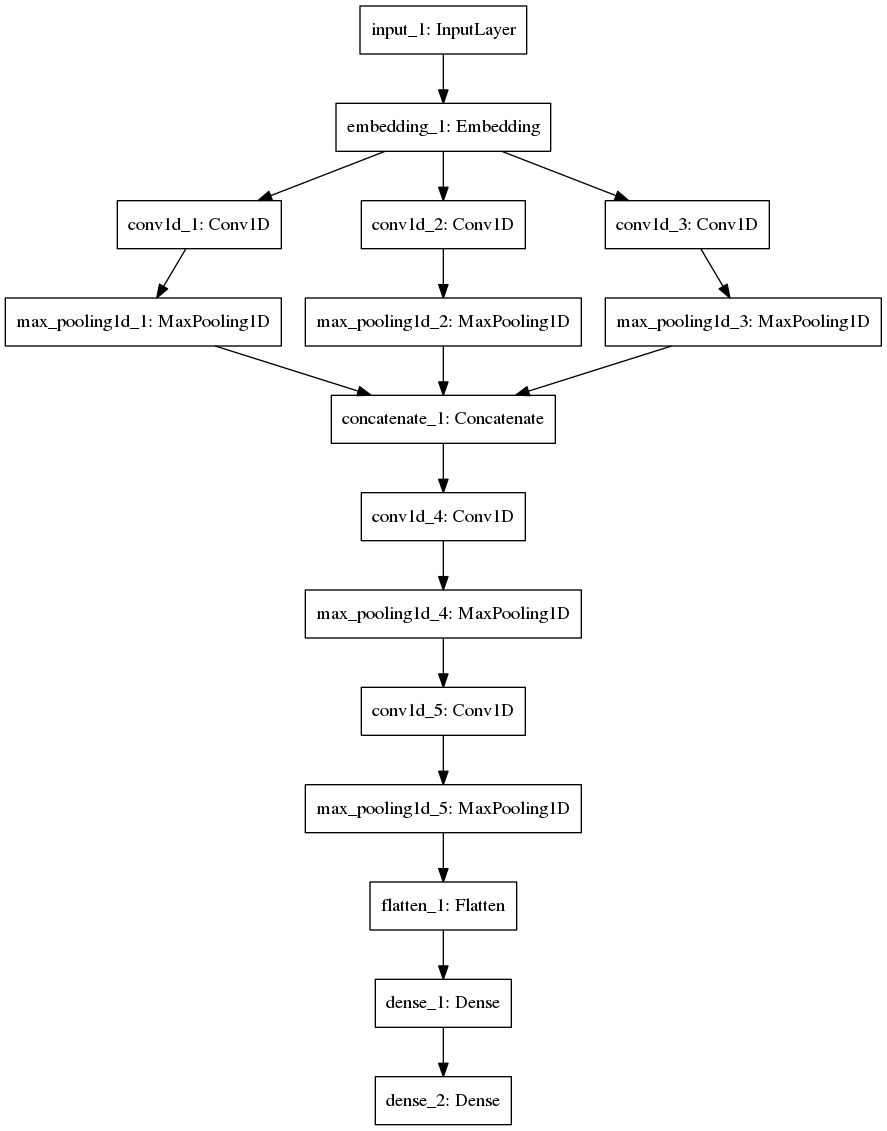 input_1: InputLayer
embedding_1: Embedding
conv1d_1: Conv1D
conv1d_2: Conv1D
conv1d_3: Conv1D
max_pooling1d_1: MaxPooling1D
max_pooling1d_2: MaxPooling1D
max_pooling1d_3: MaxPooling1D
concatenate_1: Concatenate
conv1d_4: Conv1D
max_pooling1d_4: MaxPooling1D
conv1d_5: Conv1D
max_pooling1d_5: MaxPooling1D
flatten_1: Flatten
dense_1: Dense
dense_2: Dense